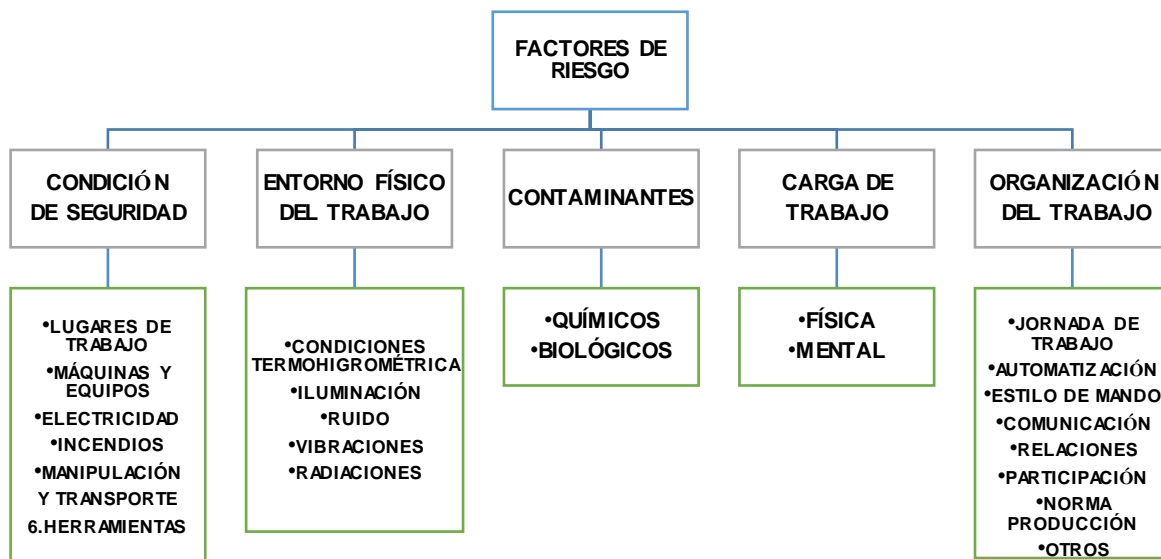 FACTORES DE
RIESGO
CONDICIÓN
DE SEGURIDAD
ENTORNO FÍSICO
DEL TRABAJO
CONTAMINANTES
CARGA DE
TRABAJO
ORGANIZACIÓN
DEL TRABAJO
•LUGARES DE
TRABAJO
•MÁQUINAS Y
EQUIPOS
•ELECTRICIDAD
•INCENDIOS
•MANIPULACIÓN
Y TRANSPORTE
6.HERRAMIENTAS
•CONDICIONES
TERMOHIGROMÉTRICA
•ILUMINACIÓN
•RUIDO
•VIBRACIONES
•RADIACIONES
•QUÍMICOS
•BIOLÓGICOS
•FÍSICA
•MENTAL
•JORNADA DE
TRABAJO
•AUTOMATIZACIÓN
•ESTILO DE MANDO
•COMUNICACIÓN
•RELACIONES
•PARTICIPACIÓN
•NORMA
PRODUCCIÓN
•OTROS